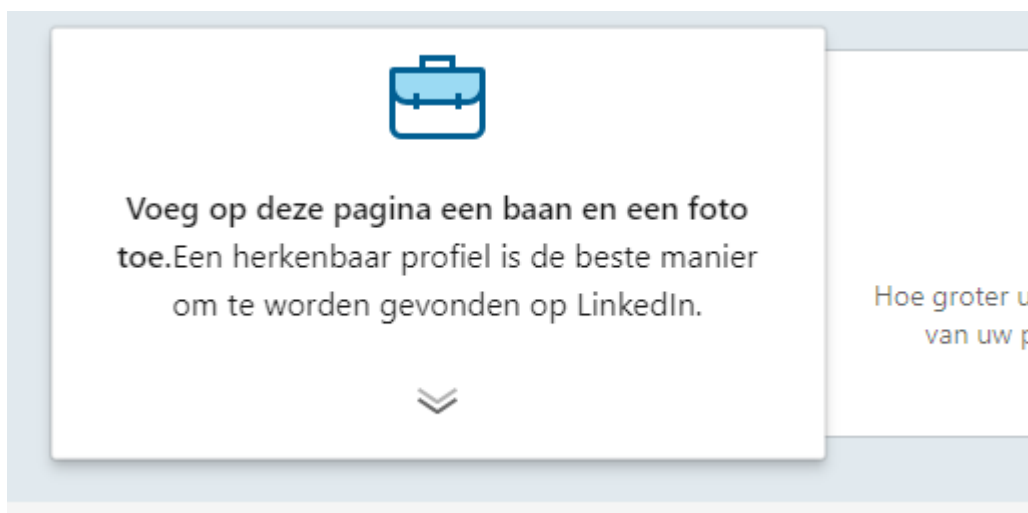 Voeg op deze pagina een baan en een foto
toe.Een herkenbaar profiel is de beste manier
om te worden gevonden op LinkedIn.
Hoe groter u
van uw p